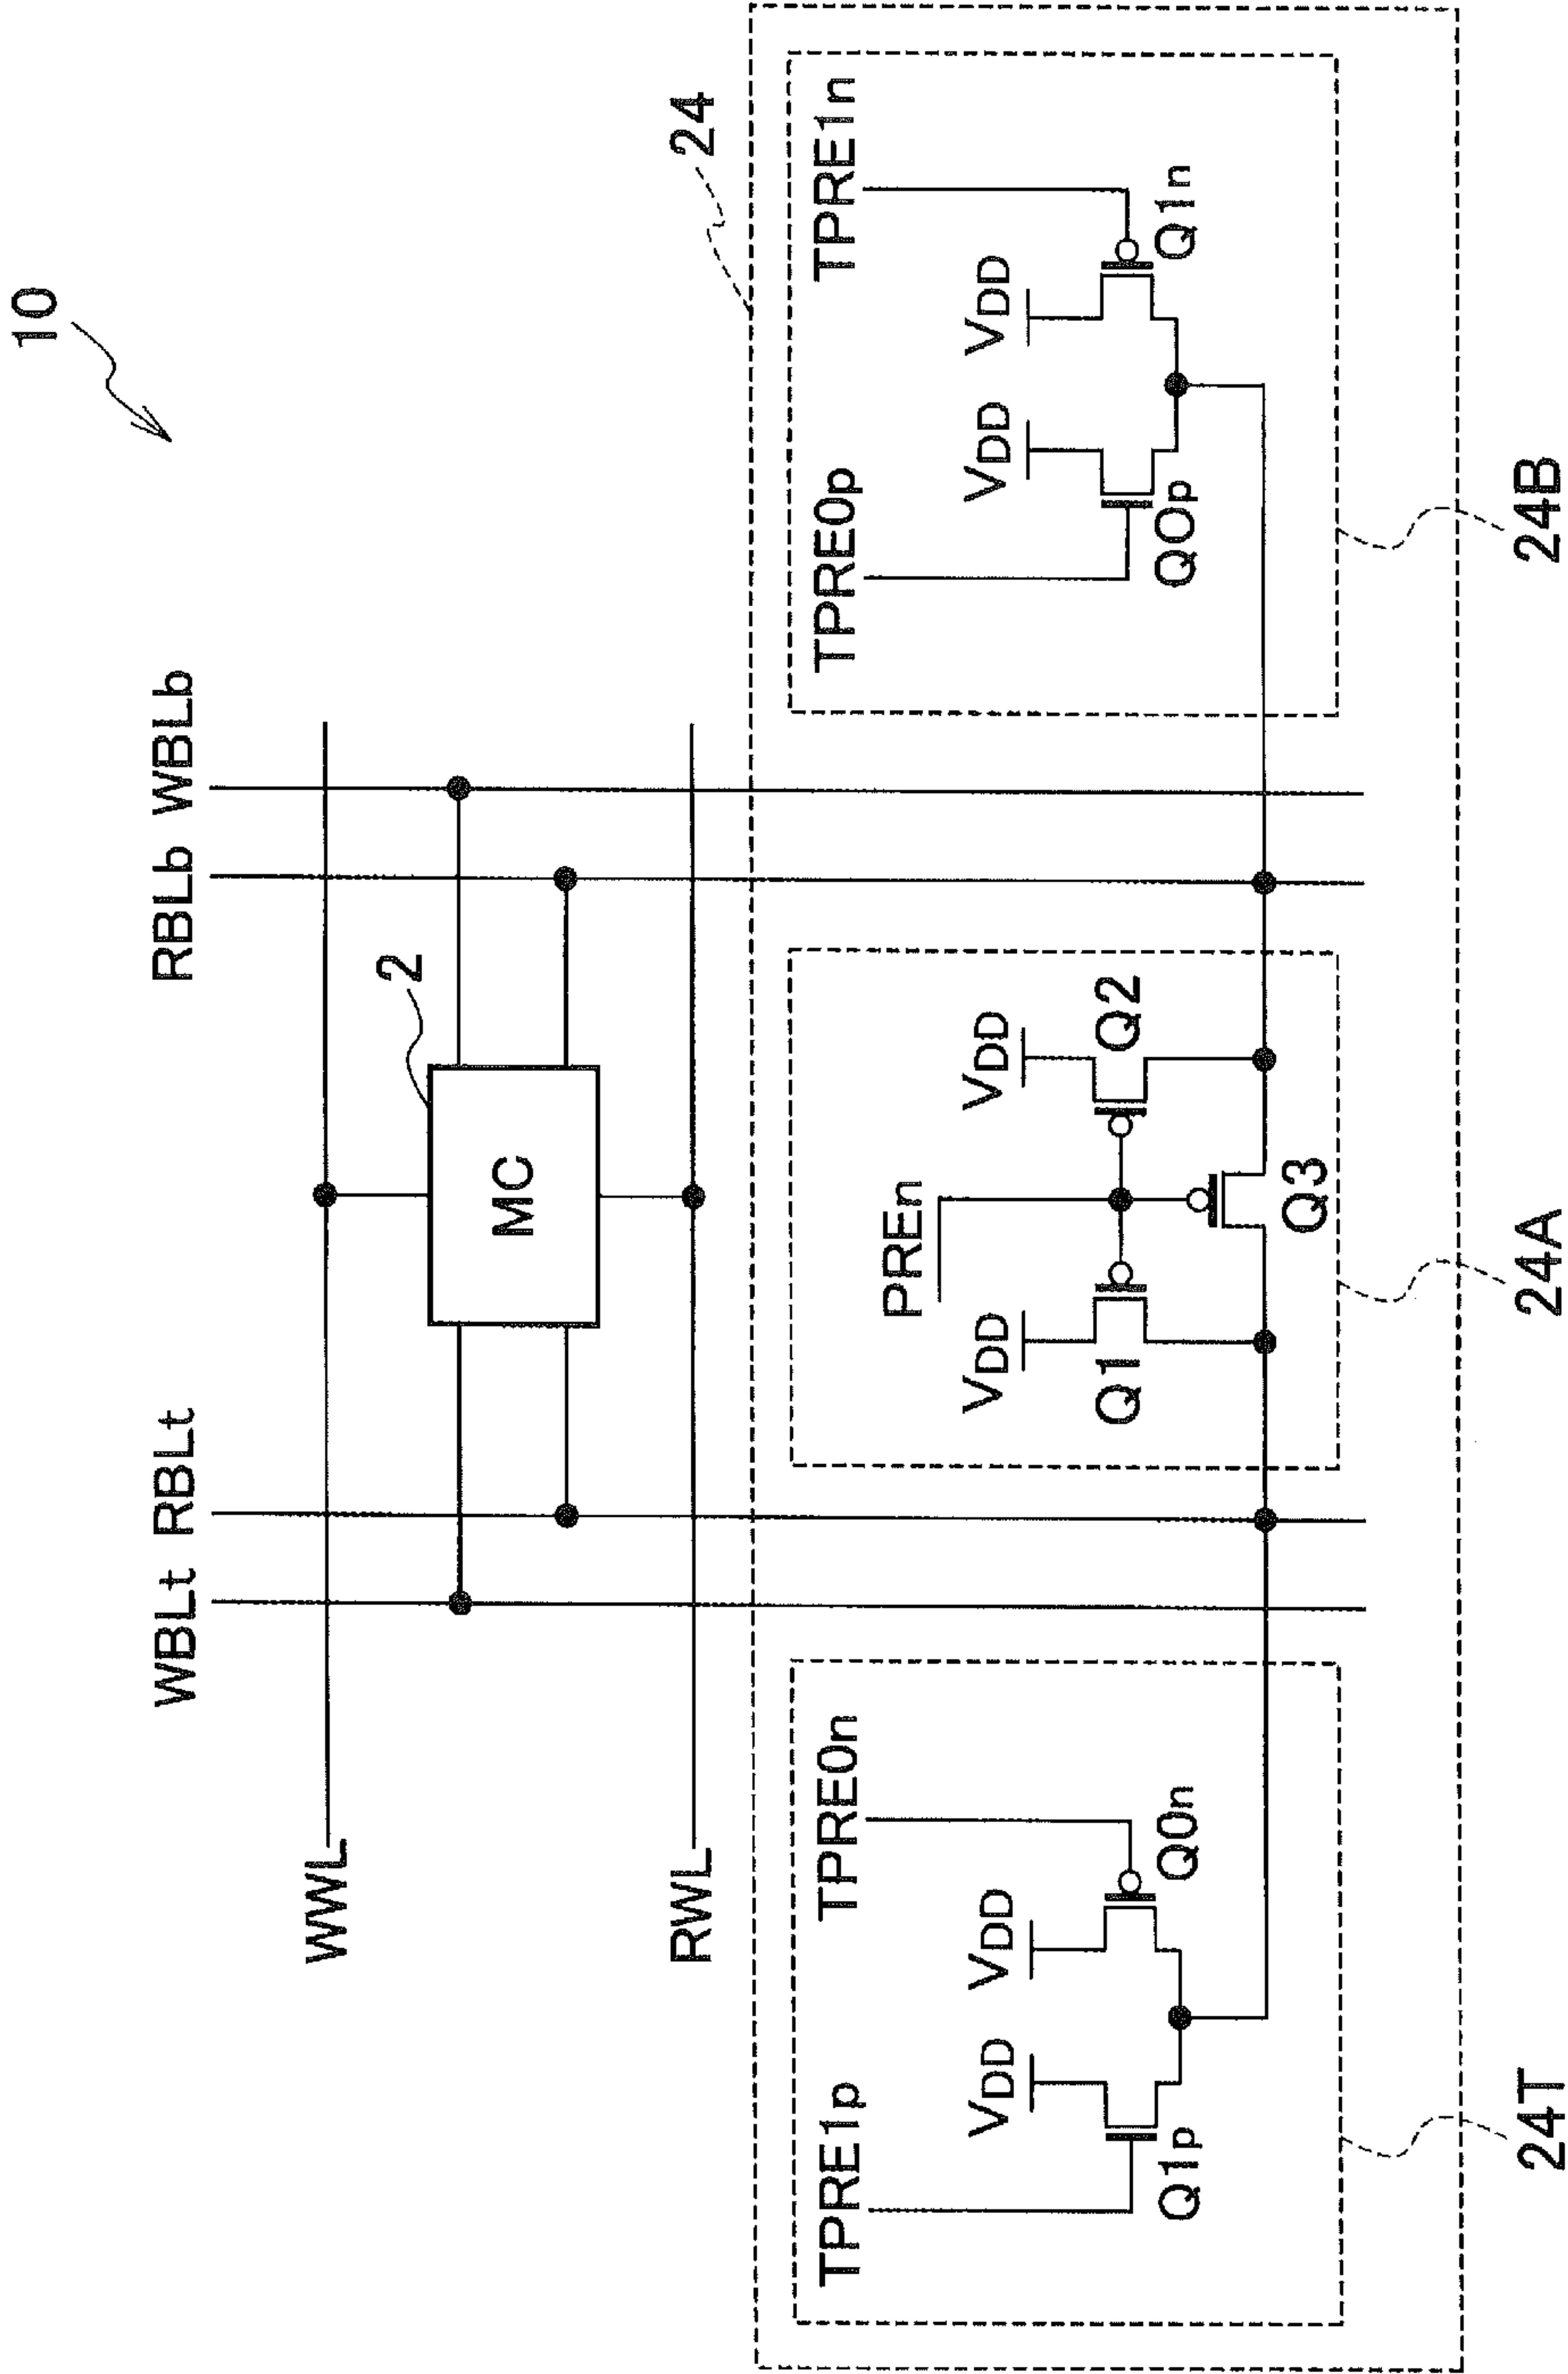 10
WBLt RBLt
RBLb WBLb
WWL
2
MC
RWL
24
TPRE1p
TPRE0n
PREn
TPRE0p
TPRE1n
VDD
VDD
VDD
VDD
VDD
VDD
Q1p
Q0n
Q1
Q2
Q0p
Q1n
Q3
24T
24A
24B